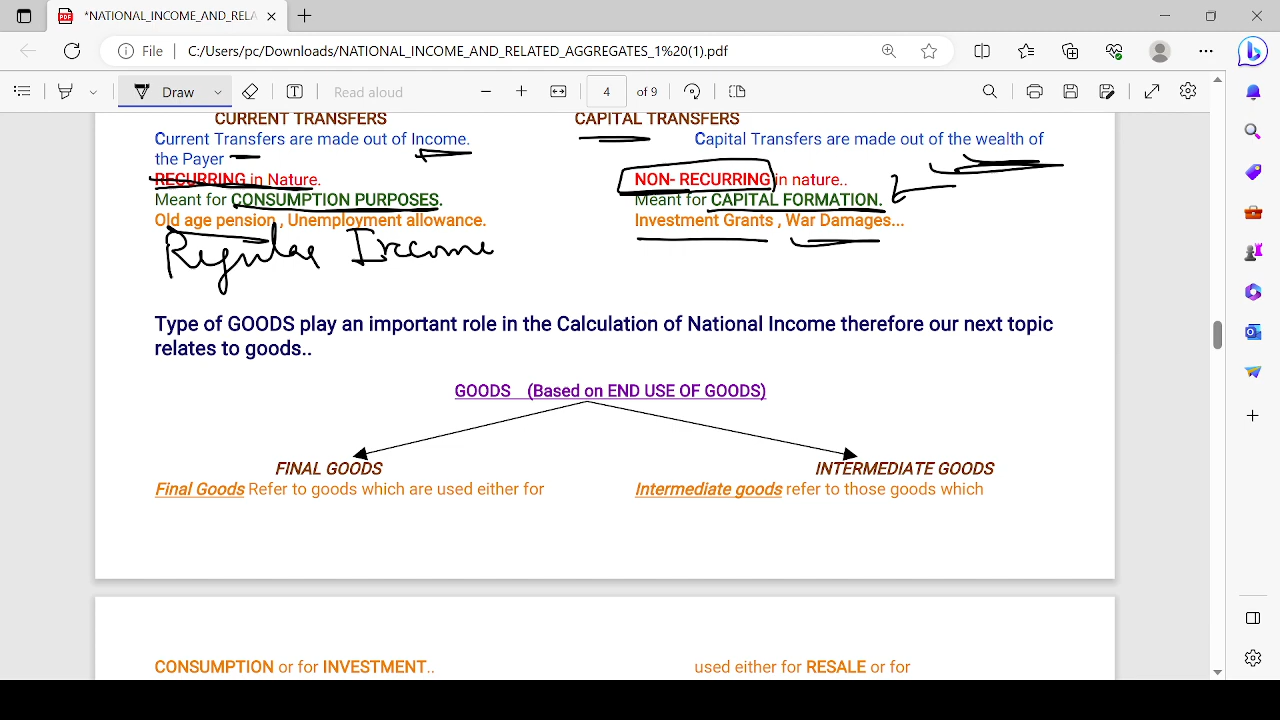 *NATIONAL_INCOME_AND_RELA
File C:/Users/pc/Downloads/NATIONAL_INCOME_AND_RELATED_AGGREGATES_1%20(1).pdf
Draw Read aloud 4 of 9
CURRENT TRANSFERS CAPITAL TRANSFERS
Current Transfers are made out of Income. Capital Transfers are made out of the wealth of
the Payer
RECURRING in Nature. NON- RECURRING in nature..
Meant for CONSUMPTION PURPOSES. Meant for CAPITAL FORMATION.
Old age pension , Unemployment allowance. Investment Grants , War Damages...
Regular Income
Type of GOODS play an important role in the Calculation of National Income therefore our next topic
relates to goods..
GOODS (Based on END USE OF GOODS)
FINAL GOODS INTERMEDIATE GOODS
Final Goods Refer to goods which are used either for Intermediate goods refer to those goods which
CONSUMPTION or for INVESTMENT.. used either for RESALE or for